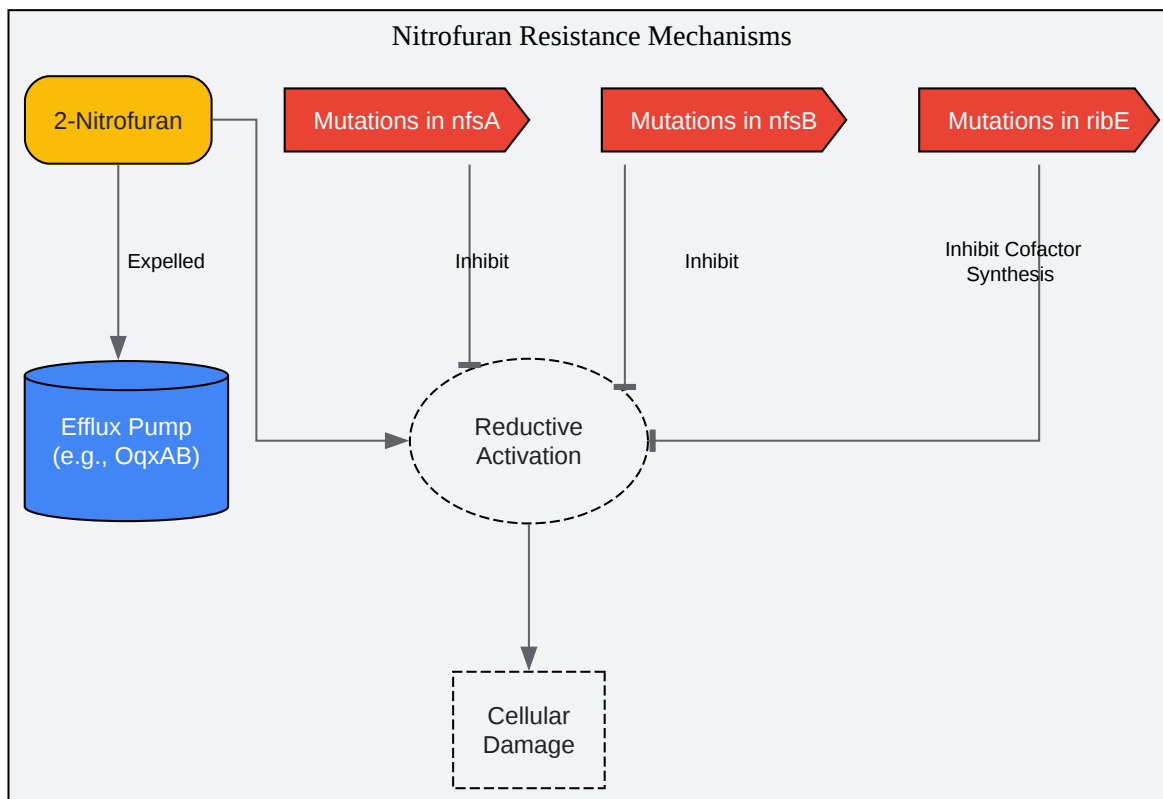 Nitrofuran Resistance Mechanisms
2-Nitrofuran
Mutations in nfsA
Mutations in nfsB
Mutations in ribE
Expelled
Inhibit
Inhibit
Inhibit Cofactor
Synthesis
Efflux Pump
(e.g., OqxAB)
Reductive
Activation
Cellular
Damage